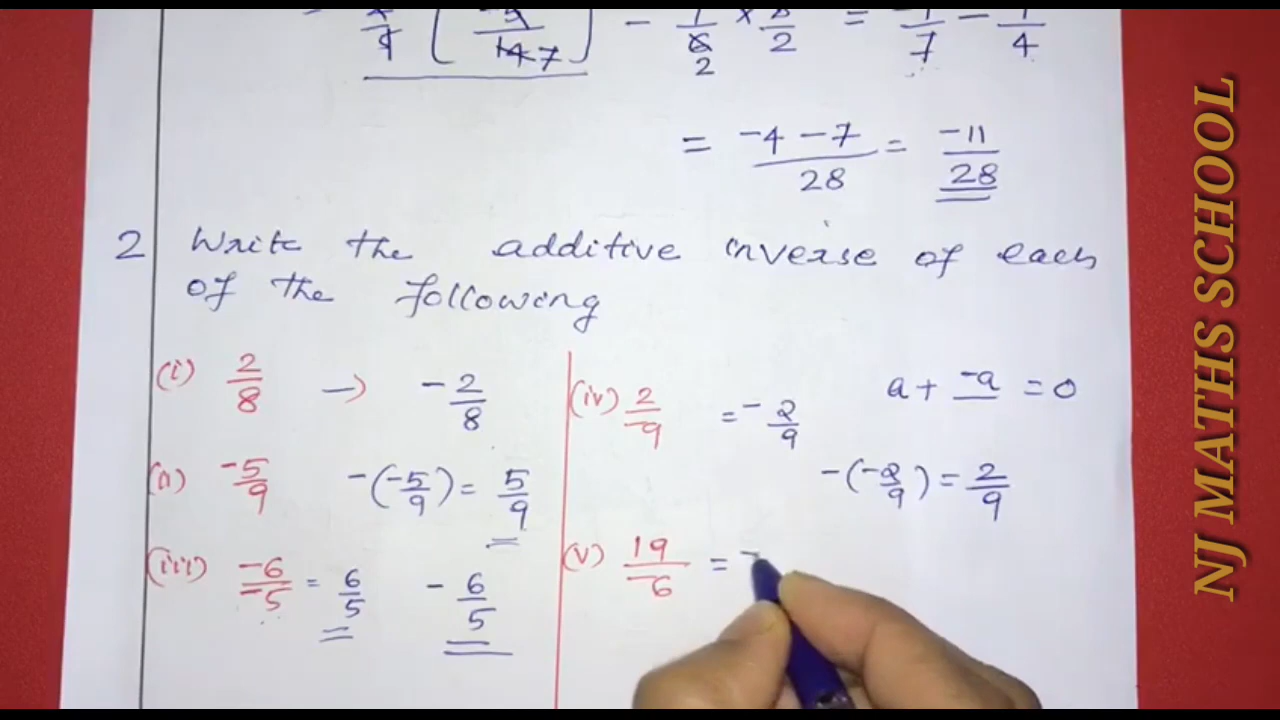 = -4 -7 / 28 = -11 / 28
2 Write the additive inverse of each
of the following
(i) 2/8 → - 2/8
(ii) -5/9 -(-5/9) = 5/9
(iii) -6/-5 = 6/5 - 6/5
(iv) 2/-9 = - 2/9 a + -a = 0
-(-2/9) = 2/9
(v) 19/-6 = -
NJ MATHS SCHOOL